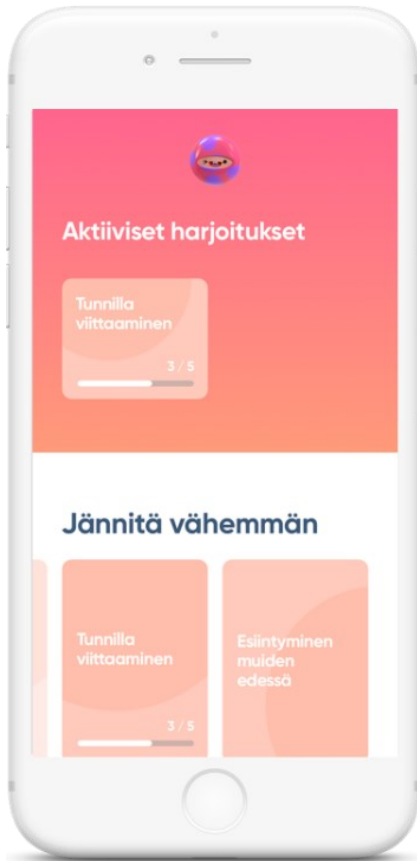 Aktiiviset harjoitukset
Tunnilla
viittaaminen
3 / 5
Jännitä vähemmän
Tunnilla
viittaaminen
3 / 5
Esiintyminen
muiden
edessä